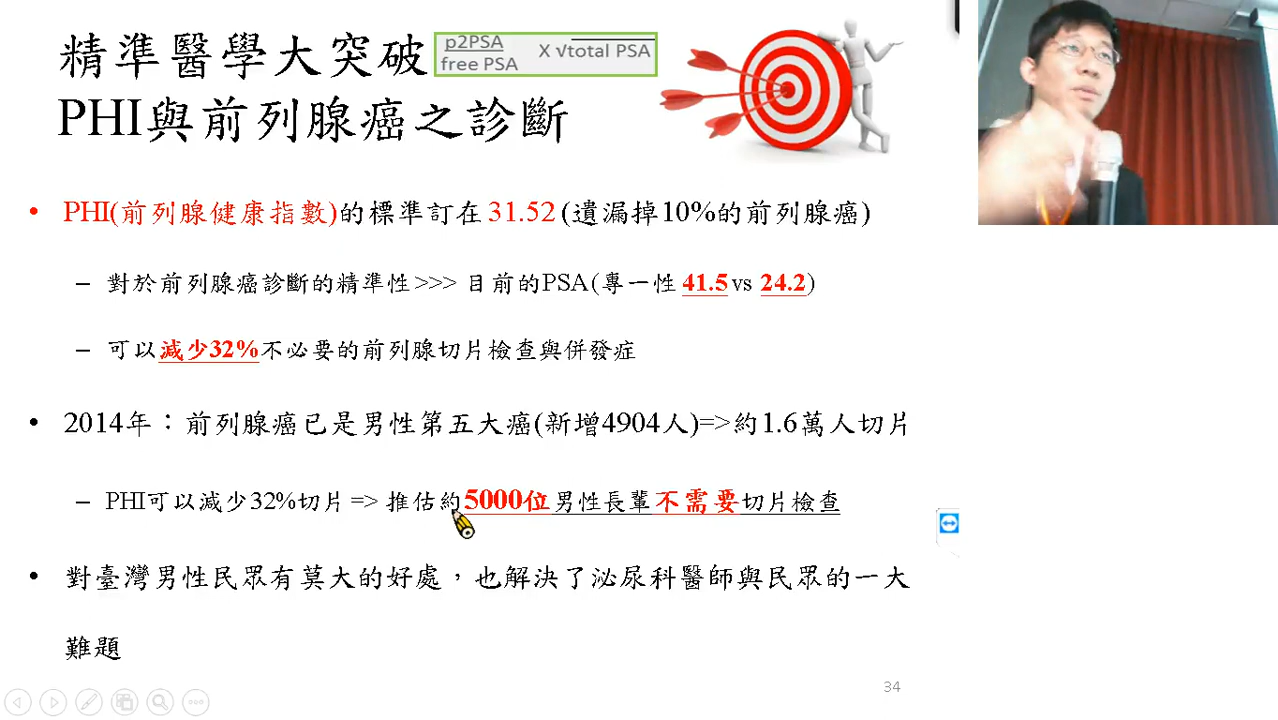 精準醫學大突破
p2PSA
free PSA
X √total PSA
PHI與前列腺癌之診斷
• PHI(前列腺健康指數)的標準訂在 31.52 (遺漏掉10%的前列腺癌)
– 對於前列腺癌診斷的精準性>>> 目前的PSA(專一性 41.5 vs 24.2)
– 可以減少32%不必要的前列腺切片檢查與併發症
• 2014年：前列腺癌已是男性第五大癌(新增4904人)=>約1.6萬人切片
– PHI可以減少32%切片 => 推估約5000位男性長輩不需要切片檢查
• 對臺灣男性民眾有莫大的好處，也解決了泌尿科醫師與民眾的一大
難題
34